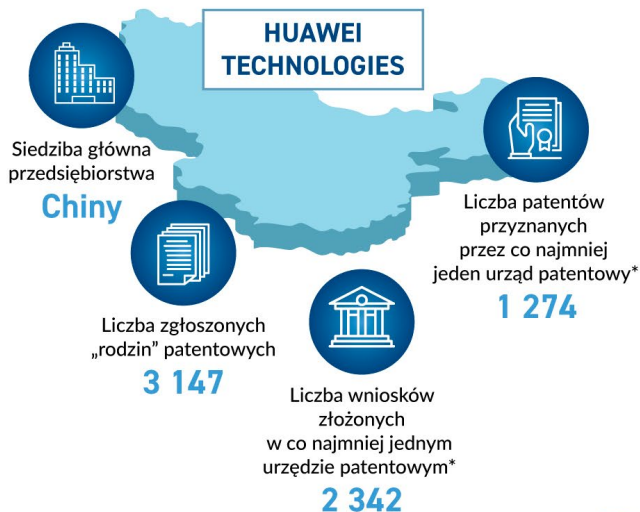 HUAWEI
TECHNOLOGIES
Siedziba główna
przedsiębiorstwa
Chiny
Liczba patentów
przyznanych
przez co najmniej
jeden urząd patentowy*
1 274
Liczba zgłoszonych
„rodzin” patentowych
3 147
Liczba wniosków
złożonych
w co najmniej jednym
urzędzie patentowym*
2 342